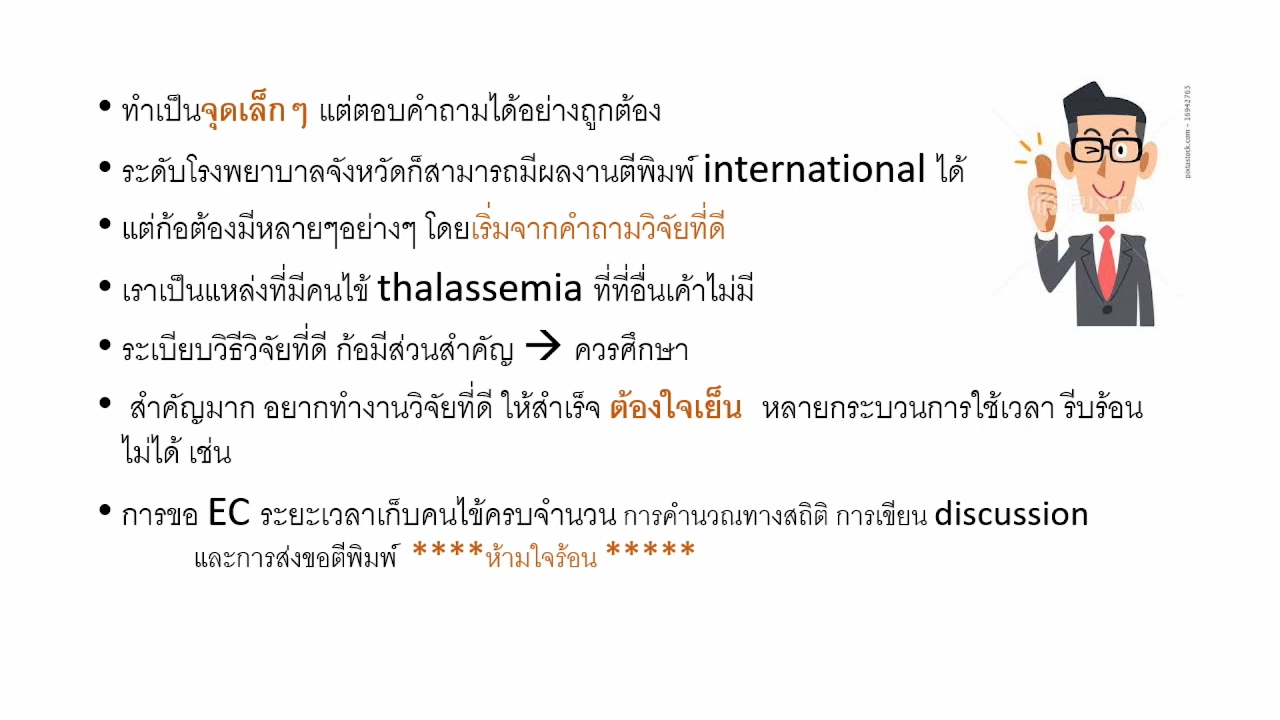 • ทำเป็นจุดเล็กๆ แต่ตอบคำถามได้อย่างถูกต้อง
• ระดับโรงพยาบาลจังหวัดก็สามารถมีผลงานตีพิมพ์ international ได้
• แต่ก้อต้องมีหลายๆอย่างๆ โดยเริ่มจากคำถามวิจัยที่ดี
• เราเป็นแหล่งที่มีคนไข้ thalassemia ที่ที่อื่นเค้าไม่มี
• ระเบียบวิธีวิจัยที่ดี ก้อมีส่วนสำคัญ → ควรศึกษา
• สำคัญมาก อยากทำงานวิจัยที่ดี ให้สำเร็จ ต้องใจเย็น หลายกระบวนการใช้เวลา รีบร้อน
ไม่ได้ เช่น
• การขอ EC ระยะเวลาเก็บคนไข้ครบจำนวน การคำนวณทางสถิติ การเขียน discussion
และการส่งขอตีพิมพ์ ****ห้ามใจร้อน *****
pixtastock.com - 16942763
PIXTA